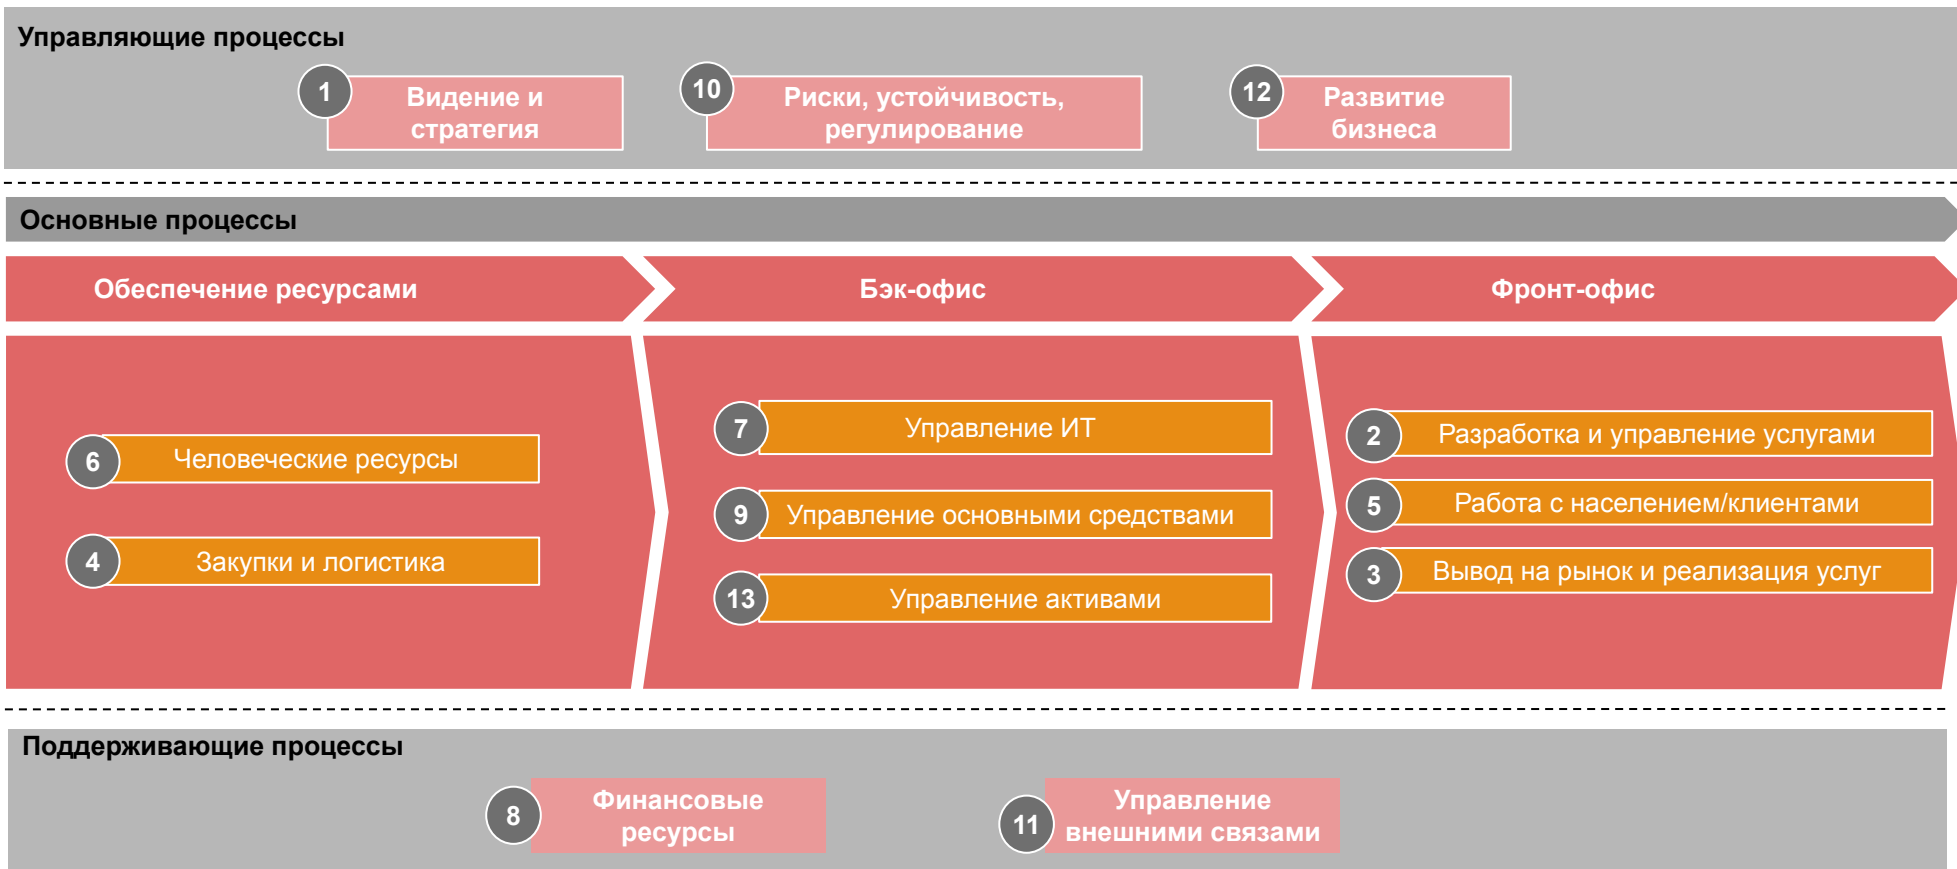 Управляющие процессы
1
Видение и
стратегия
10
Риски, устойчивость,
регулирование
12
Развитие
бизнеса
Основные процессы
Обеспечение ресурсами
Бэк-офис
Фронт-офис
6
Человеческие ресурсы
4
Закупки и логистика
7
Управление ИТ
9
Управление основными средствами
13
Управление активами
2
Разработка и управление услугами
5
Работа с населением/клиентами
3
Вывод на рынок и реализация услуг
Поддерживающие процессы
8
Финансовые
ресурсы
11
Управление
внешними связами